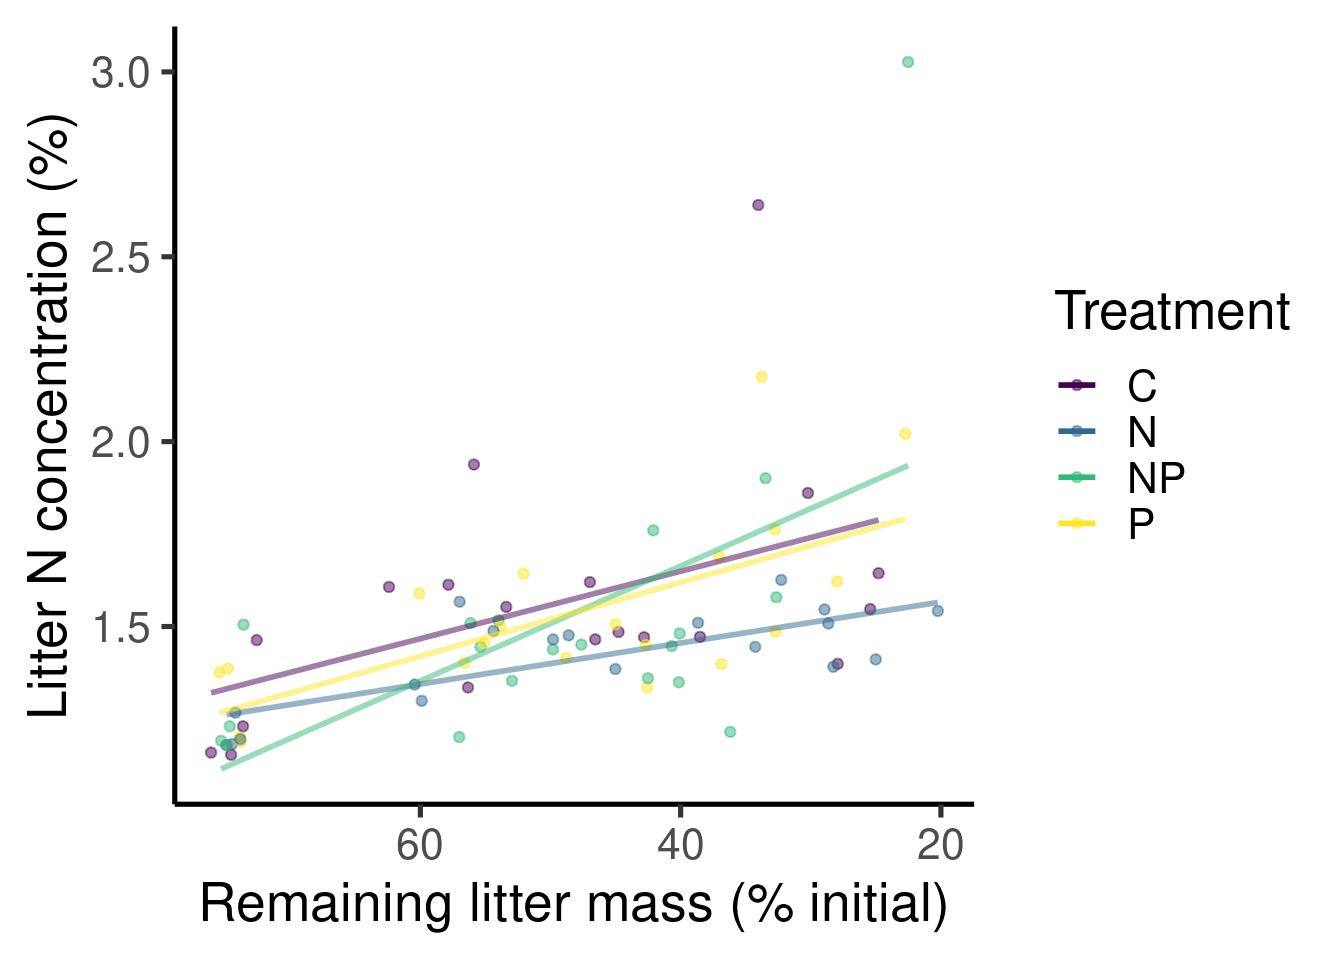 Litter N concentration (%)
3.0
2.5
2.0
1.5
60
40
20
Remaining litter mass (% initial)
Treatment
C
N
NP
P